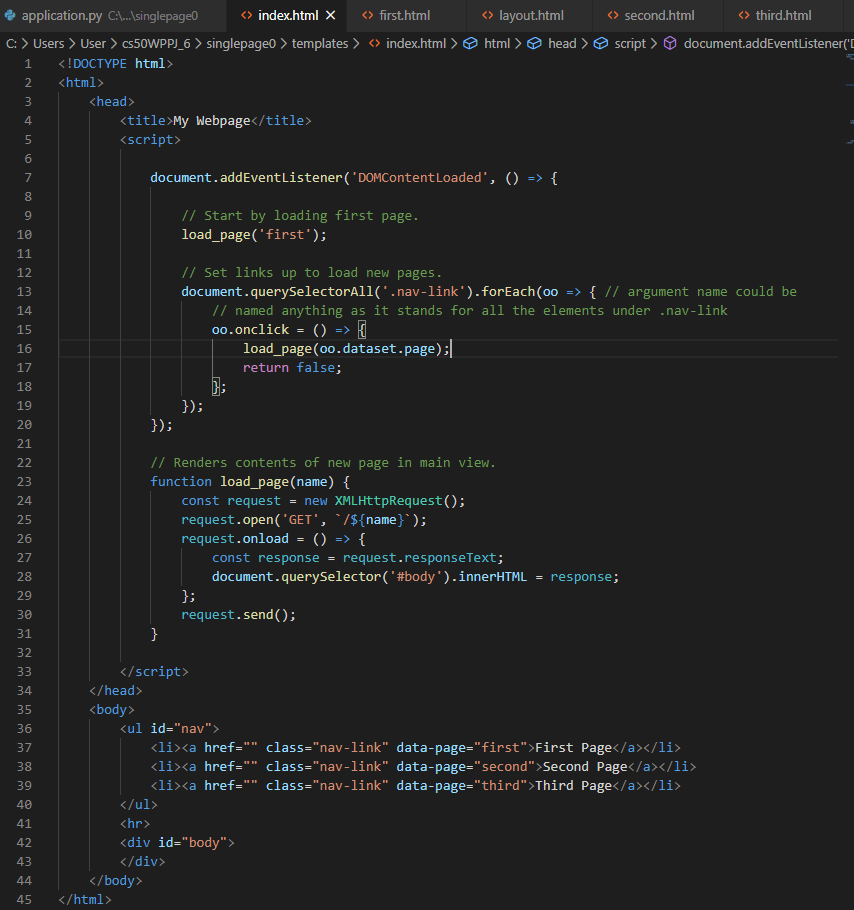 application.py C:\...\singlepage0 index.html first.html layout.html second.html third.html
C: > Users > User > cs50WPPJ_6 > singlepage0 > templates > index.html > html > head > script > document.addEventListener('D
1 <!DOCTYPE html>
2 <html>
3 <head>
4 <title>My Webpage</title>
5 <script>
6
7 document.addEventListener('DOMContentLoaded', () => {
8
9 // Start by loading first page.
10 load_page('first');
11
12 // Set links up to load new pages.
13 document.querySelectorAll('.nav-link').forEach(oo => { // argument name could be
14 // named anything as it stands for all the elements under .nav-link
15 oo.onclick = () => {
16 load_page(oo.dataset.page);
17 return false;
18 };
19 });
20 });
21
22 // Renders contents of new page in main view.
23 function load_page(name) {
24 const request = new XMLHttpRequest();
25 request.open('GET', `/${name}`);
26 request.onload = () => {
27 const response = request.responseText;
28 document.querySelector('#body').innerHTML = response;
29 };
30 request.send();
31 }
32
33 </script>
34 </head>
35 <body>
36 <ul id="nav">
37 <li><a href="" class="nav-link" data-page="first">First Page</a></li>
38 <li><a href="" class="nav-link" data-page="second">Second Page</a></li>
39 <li><a href="" class="nav-link" data-page="third">Third Page</a></li>
40 </ul>
41 <hr>
42 <div id="body">
43 </div>
44 </body>
45 </html>